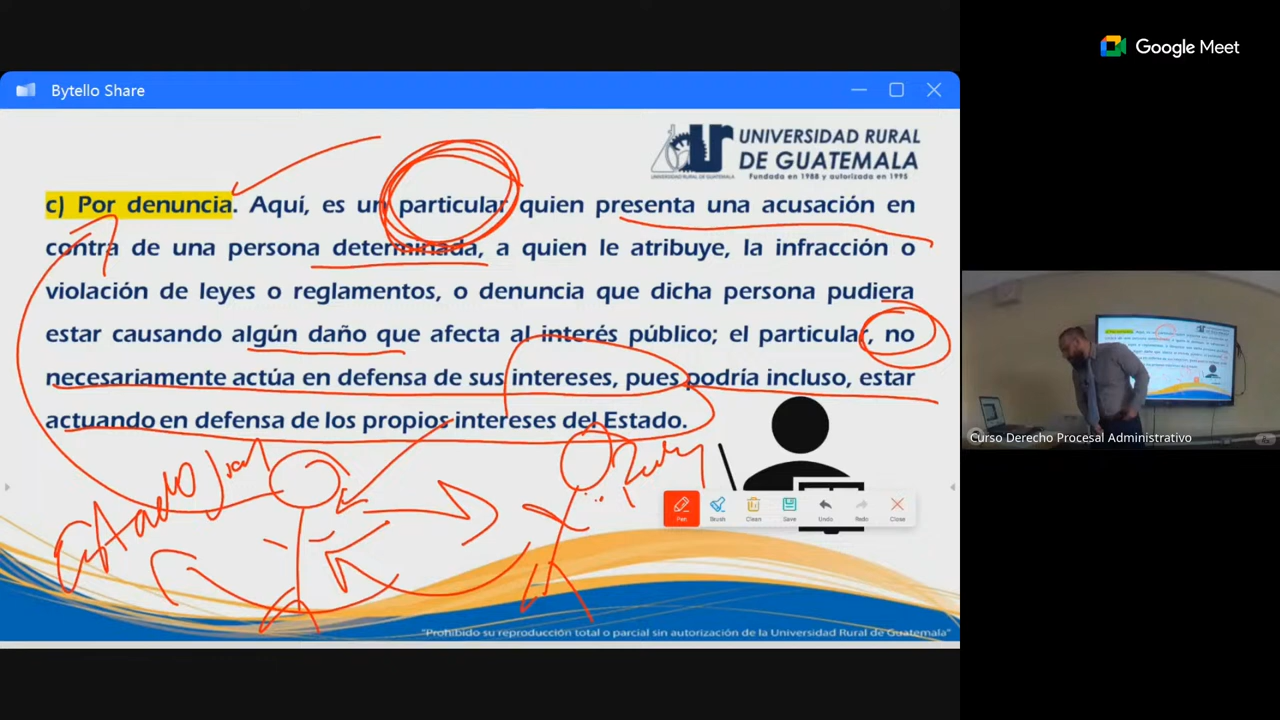 Google Meet
Bytello Share
UNIVERSIDAD RURAL
DE GUATEMALA
Fundada en 1988 y autorizada en 1995
c) Por denuncia. Aquí, es un particular quien presenta una acusación en
contra de una persona determinada, a quien le atribuye, la infracción o
violación de leyes o reglamentos, o denuncia que dicha persona pudiera
estar causando algún daño que afecta al interés público; el particular, no
necesariamente actúa en defensa de sus intereses, pues podría incluso, estar
actuando en defensa de los propios intereses del Estado.
Estado
Pen
Brush
Clean
Save
Undo
Redo
Close
"Prohibido su reproducción total o parcial sin autorización de la Universidad Rural de Guatemala"
Curso Derecho Procesal Administrativo